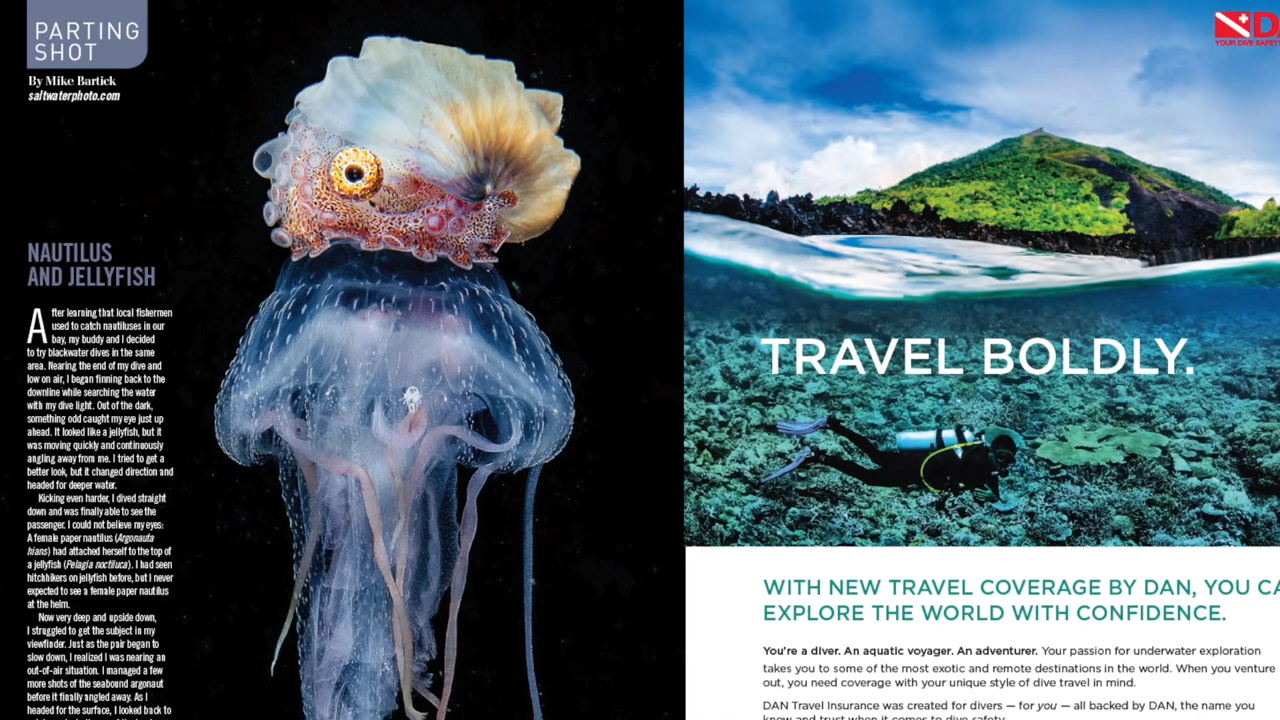 PARTING
SHOT
By Mike Bartick
saltwaterphoto.com
NAUTILUS
AND JELLYFISH
After learning that local fishermen
used to catch nautiluses in our
bay, my buddy and I decided
to try blackwater dives in the same
area. Nearing the end of my dive and
low on air, I began finning back to the
downline while searching the water
with my dive light. Out of the dark,
something odd caught my eye just up
ahead. It looked like a jellyfish, but it
was moving quickly and continuously
angling away from me. I tried to get a
better look, but it changed direction and
headed for deeper water.
Kicking even harder, I dived straight
down and was finally able to see the
passenger. I could not believe my eyes:
A female paper nautilus (Argonauta
hians) had attached herself to the top of
a jellyfish (Pelagia noctiluca). I had seen
hitchhikers on jellyfish before, but I never
expected to see a female paper nautilus
at the helm.
Now very deep and upside down,
I struggled to get the subject in my
viewfinder. Just as the pair began to
slow down, I realized I was nearing an
out-of-air situation. I managed a few
more shots of the seabound argonaut
before it finally angled away. As I
headed for the surface, I looked back to
YOUR DIVE SAFETY
TRAVEL BOLDLY.
WITH NEW TRAVEL COVERAGE BY DAN, YOU CA
EXPLORE THE WORLD WITH CONFIDENCE.
You're a diver. An aquatic voyager. An adventurer. Your passion for underwater exploration
takes you to some of the most exotic and remote destinations in the world. When you venture
out, you need coverage with your unique style of dive travel in mind.
DAN Travel Insurance was created for divers — for you — all backed by DAN, the name you
know and trust when it comes to dive safety.